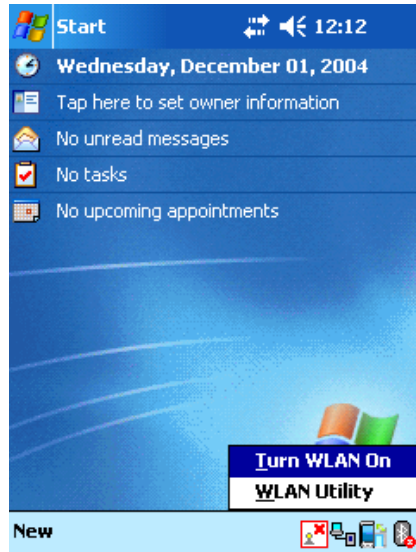 Start 12:12
Wednesday, December 01, 2004
Tap here to set owner information
No unread messages
No tasks
No upcoming appointments
Turn WLAN On
WLAN Utility
New